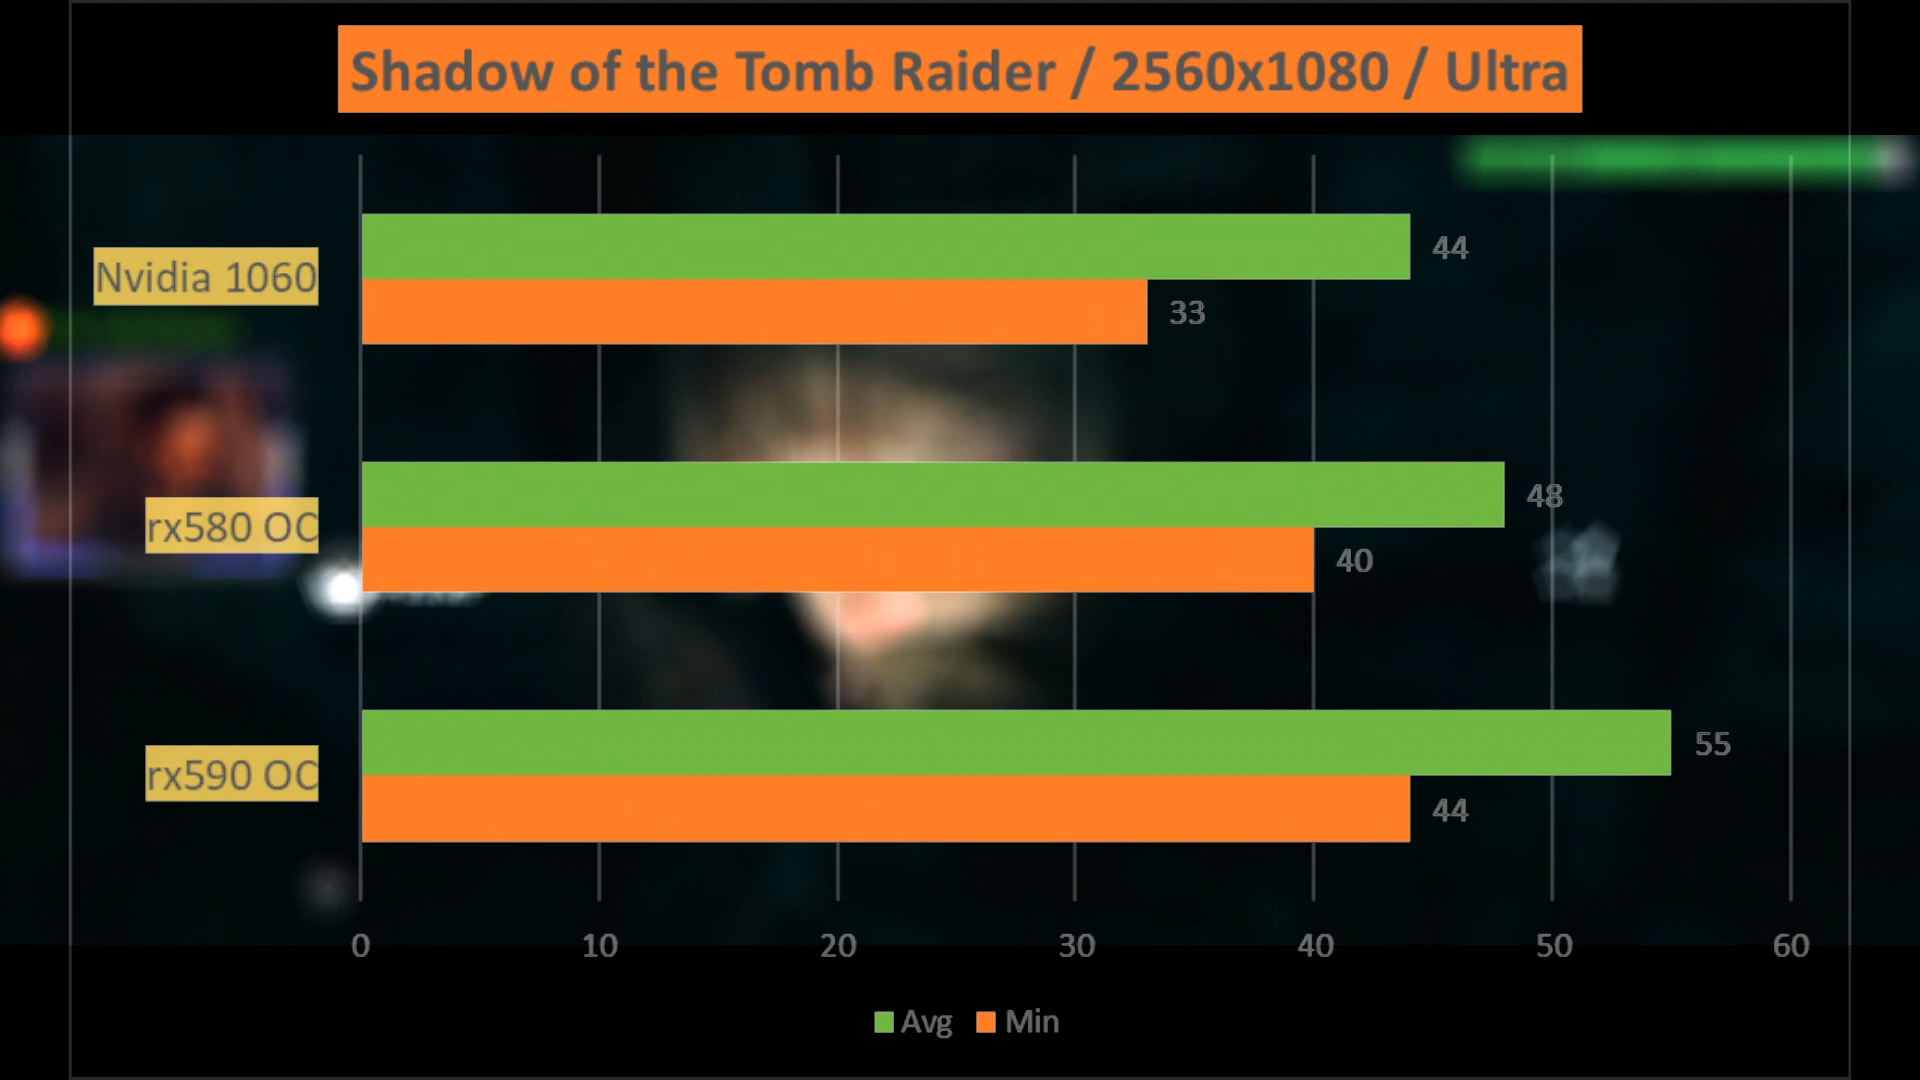 Shadow of the Tomb Raider / 2560x1080 / Ultra
Nvidia 1060
44
33
rx580 OC
48
40
rx590 OC
55
44
0 10 20 30 40 50 60
Avg Min